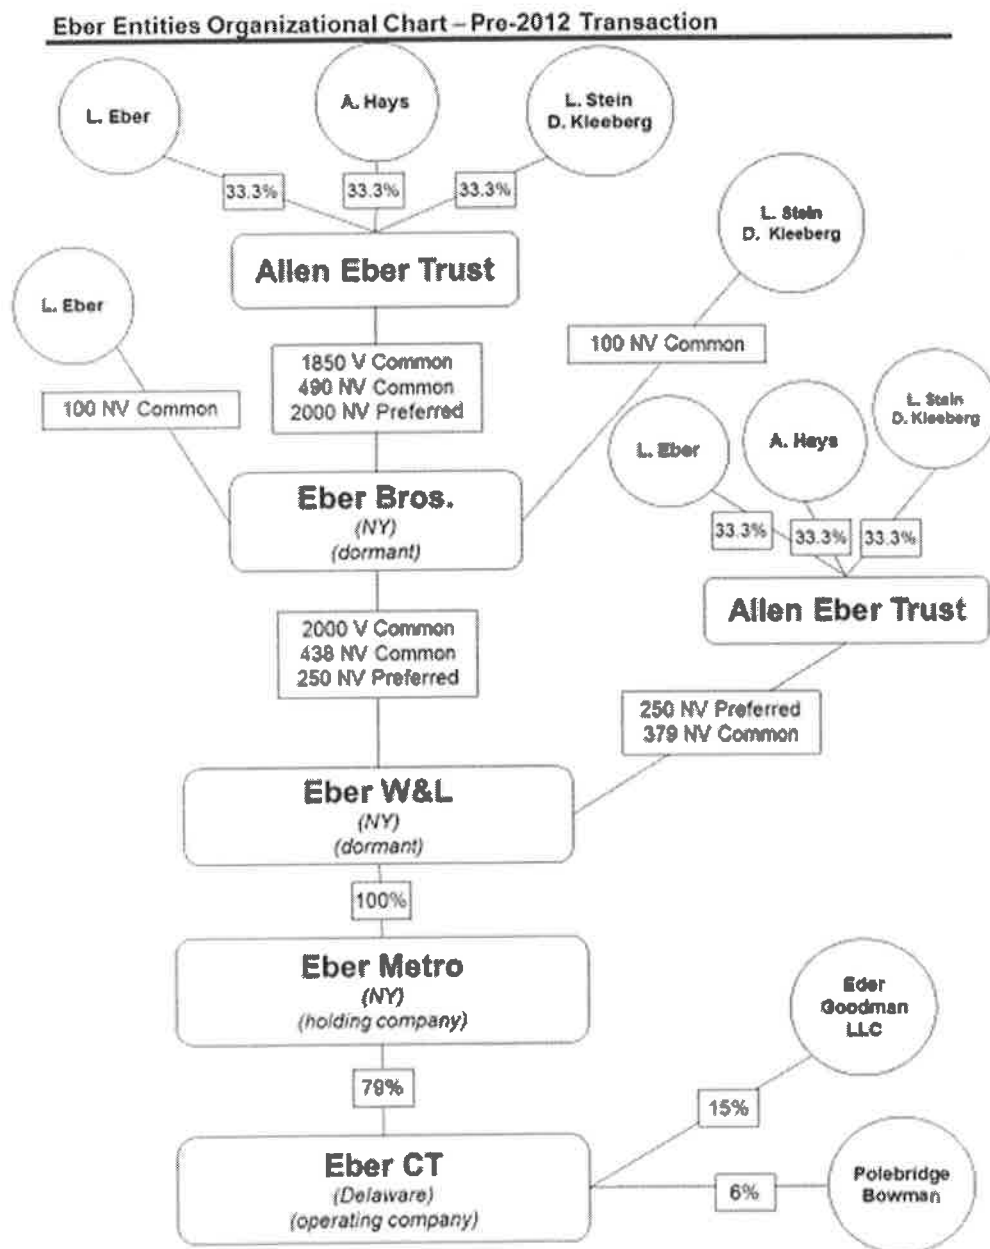 Eber Entities Organizational Chart – Pre-2012 Transaction
L. Eber
A. Hays
L. Stein
D. Kleeberg
33.3%
33.3%
33.3%
Allen Eber Trust
L. Stein
D. Kleeberg
L. Eber
100 NV Common
1850 V Common
490 NV Common
2000 NV Preferred
100 NV Common
L. Eber
A. Hays
L. Stein
D. Kleeberg
Eber Bros.
(NY)
(dormant)
33.3%
33.3%
33.3%
Allen Eber Trust
2000 V Common
438 NV Common
250 NV Preferred
250 NV Preferred
379 NV Common
Eber W&L
(NY)
(dormant)
100%
Eber Metro
(NY)
(holding company)
Eder
Goodman
LLC
79%
15%
Eber CT
(Delaware)
(operating company)
6%
Polebridge
Bowman